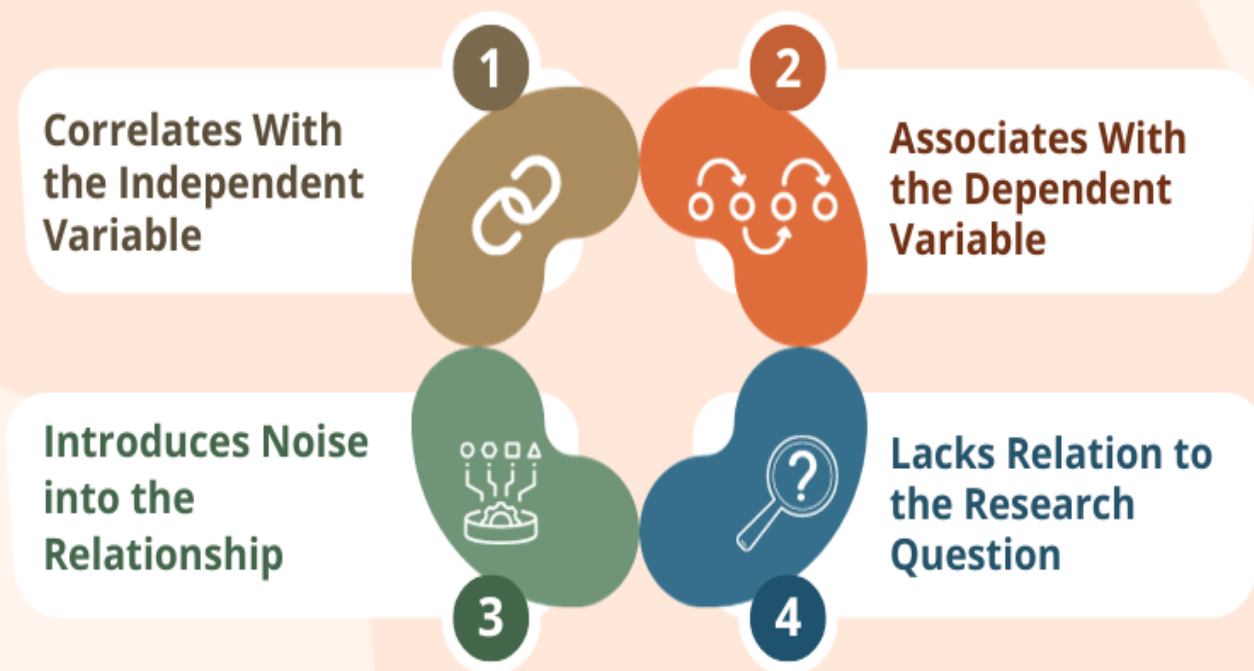 1
Correlates With
the Independent
Variable
2
Associates With
the Dependent
Variable
3
Introduces Noise
into the
Relationship
4
Lacks Relation to
the Research
Question
?